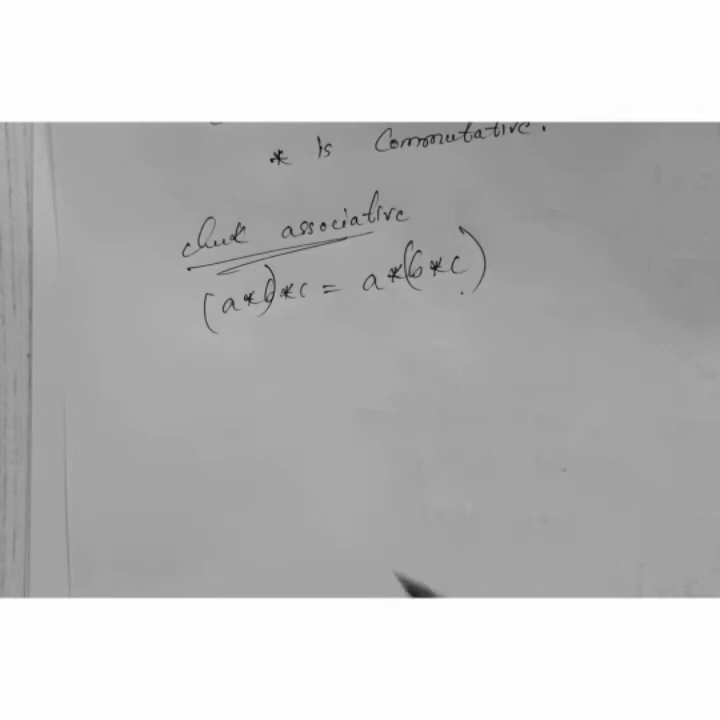 * is Commutative.
check associative
(a*b)*c = a*(b*c)